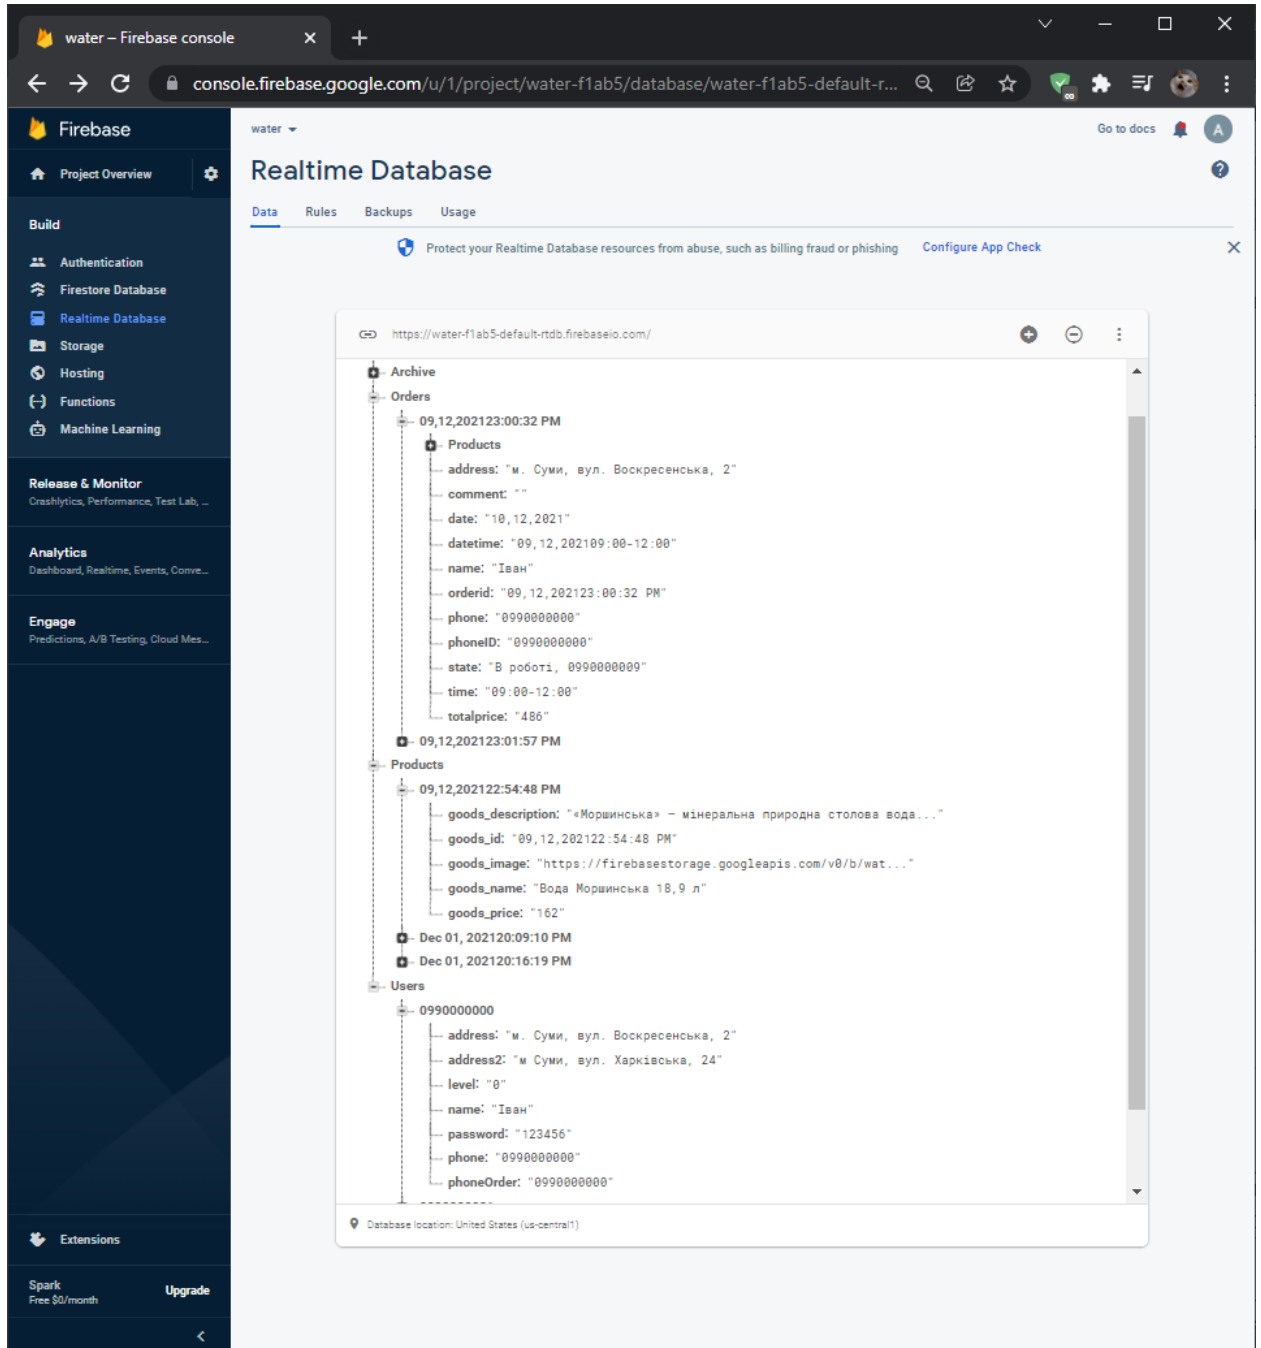 water – Firebase console
console.firebase.google.com/u/1/project/water-f1ab5/database/water-f1ab5-default-r...
Firebase
water
Go to docs
A
Project Overview
Realtime Database
Data Rules Backups Usage
Build
Protect your Realtime Database resources from abuse, such as billing fraud or phishing Configure App Check
Authentication
Firestore Database
Realtime Database
Storage
Hosting
Functions
Machine Learning
Release & Monitor
Crashlytics, Performance, Test Lab, ...
Analytics
Dashboard, Realtime, Events, Conve...
Engage
Predictions, A/B Testing, Cloud Mes...
Extensions
Spark
Free $0/month
Upgrade
https://water-f1ab5-default-rtdb.firebaseio.com/
Archive
Orders
09,12,202123:00:32 PM
Products
address: "м. Суми, вул. Воскресенська, 2"
comment: ""
date: "10,12,2021"
datetime: "09,12,202109:00-12:00"
name: "Іван"
orderid: "09,12,202123:00:32 PM"
phone: "0990000000"
phoneID: "0990000000"
state: "В роботі, 0990000009"
time: "09:00-12:00"
totalprice: "486"
09,12,202123:01:57 PM
Products
09,12,202122:54:48 PM
goods_description: "«Моршинська» – мінеральна природна столова вода..."
goods_id: "09,12,202122:54:48 PM"
goods_image: "https://firebasestorage.googleapis.com/v0/b/wat..."
goods_name: "Вода Моршинська 18,9 л"
goods_price: "162"
Dec 01, 202120:09:10 PM
Dec 01, 202120:16:19 PM
Users
0990000000
address: "м. Суми, вул. Воскресенська, 2"
address2: "м Суми, вул. Харківська, 24"
level: "0"
name: "Іван"
password: "123456"
phone: "0990000000"
phoneOrder: "0990000000"
Database location: United States (us-central1)